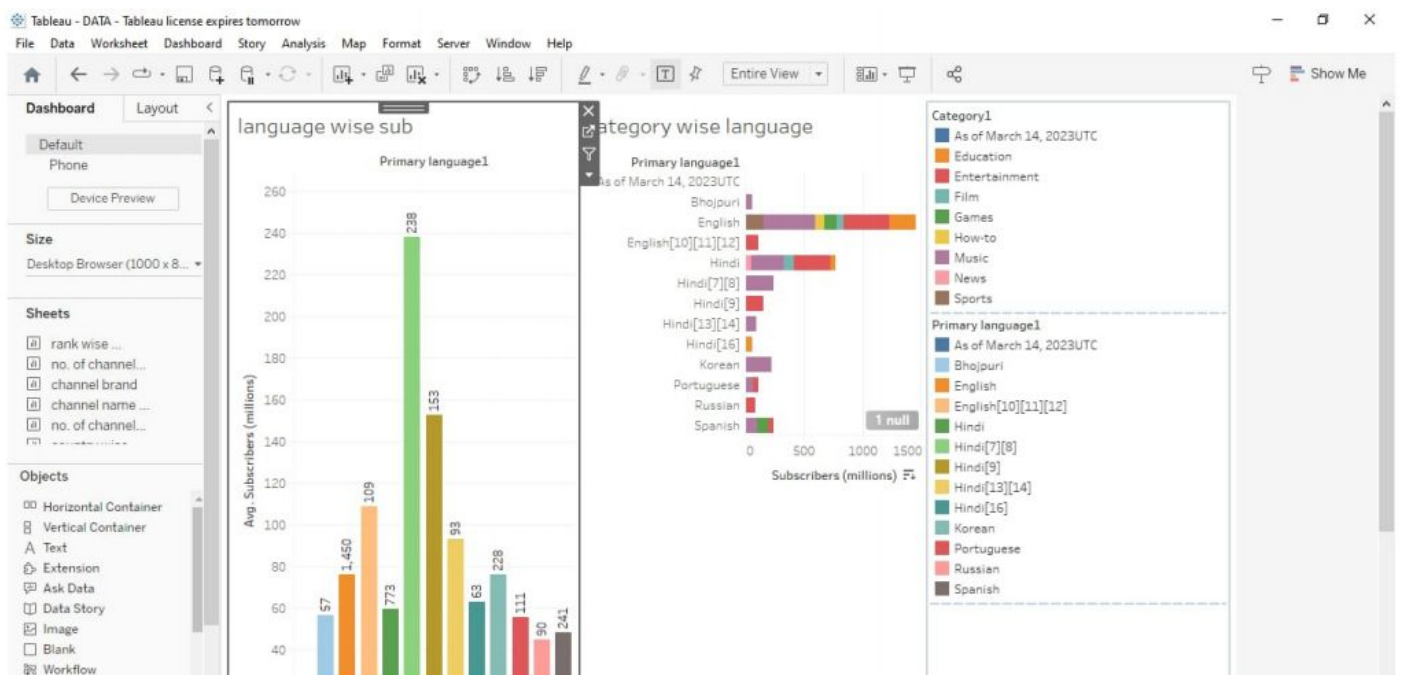 Tableau - DATA - Tableau license expires tomorrow
File Data Worksheet Dashboard Story Analysis Map Format Server Window Help
Entire View
Show Me
Dashboard Layout
Default
Phone
Device Preview
Size
Desktop Browser (1000 x 8...
Sheets
rank wise ...
no. of channel...
channel brand
channel name ...
no. of channel...
Objects
Horizontal Container
Vertical Container
Text
Extension
Ask Data
Data Story
Image
Blank
Workflow
language wise sub
Primary language1
Avg. Subscribers (millions)
260
240
220
200
180
160
140
120
100
80
60
40
57
1,450
109
773
238
153
93
63
228
111
90
241
ategory wise language
Primary language1
As of March 14, 2023UTC
Bhojpuri
English
English[10][11][12]
Hindi
Hindi[7][8]
Hindi[9]
Hindi[13][14]
Hindi[16]
Korean
Portuguese
Russian
Spanish
1 null
0 500 1000 1500
Subscribers (millions)
Category1
As of March 14, 2023UTC
Education
Entertainment
Film
Games
How-to
Music
News
Sports
Primary language1
As of March 14, 2023UTC
Bhojpuri
English
English[10][11][12]
Hindi
Hindi[7][8]
Hindi[9]
Hindi[13][14]
Hindi[16]
Korean
Portuguese
Russian
Spanish